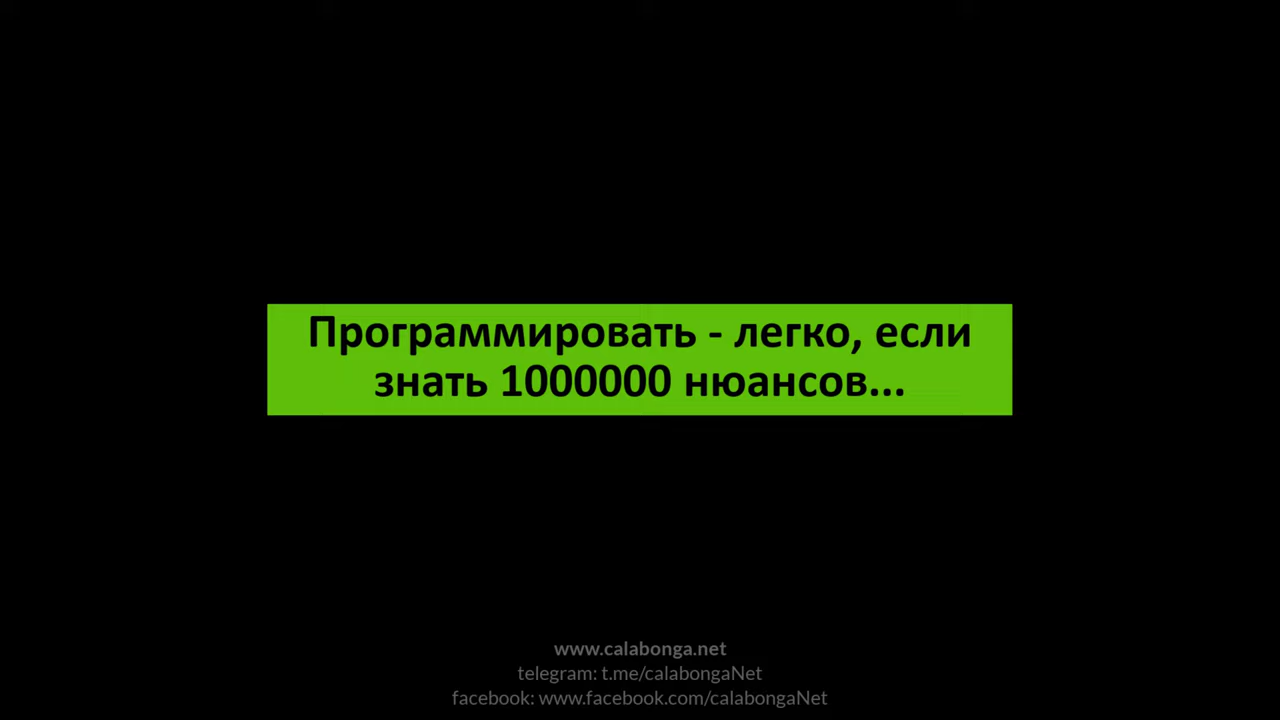 Программировать - легко, если
знать 1000000 нюансов...
www.calabonga.net
telegram: t.me/calabongaNet
facebook: www.facebook.com/calabongaNet